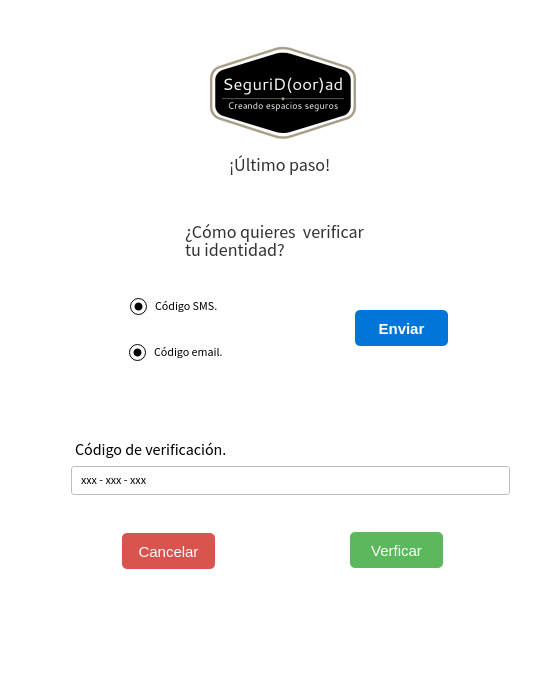 SeguriD(oor)ad
Creando espacios seguros
¡Último paso!
¿Cómo quieres verificar
tu identidad?
Código SMS.
Enviar
Código email.
Código de verificación.
xxx - xxx - xxx
Cancelar
Verficar